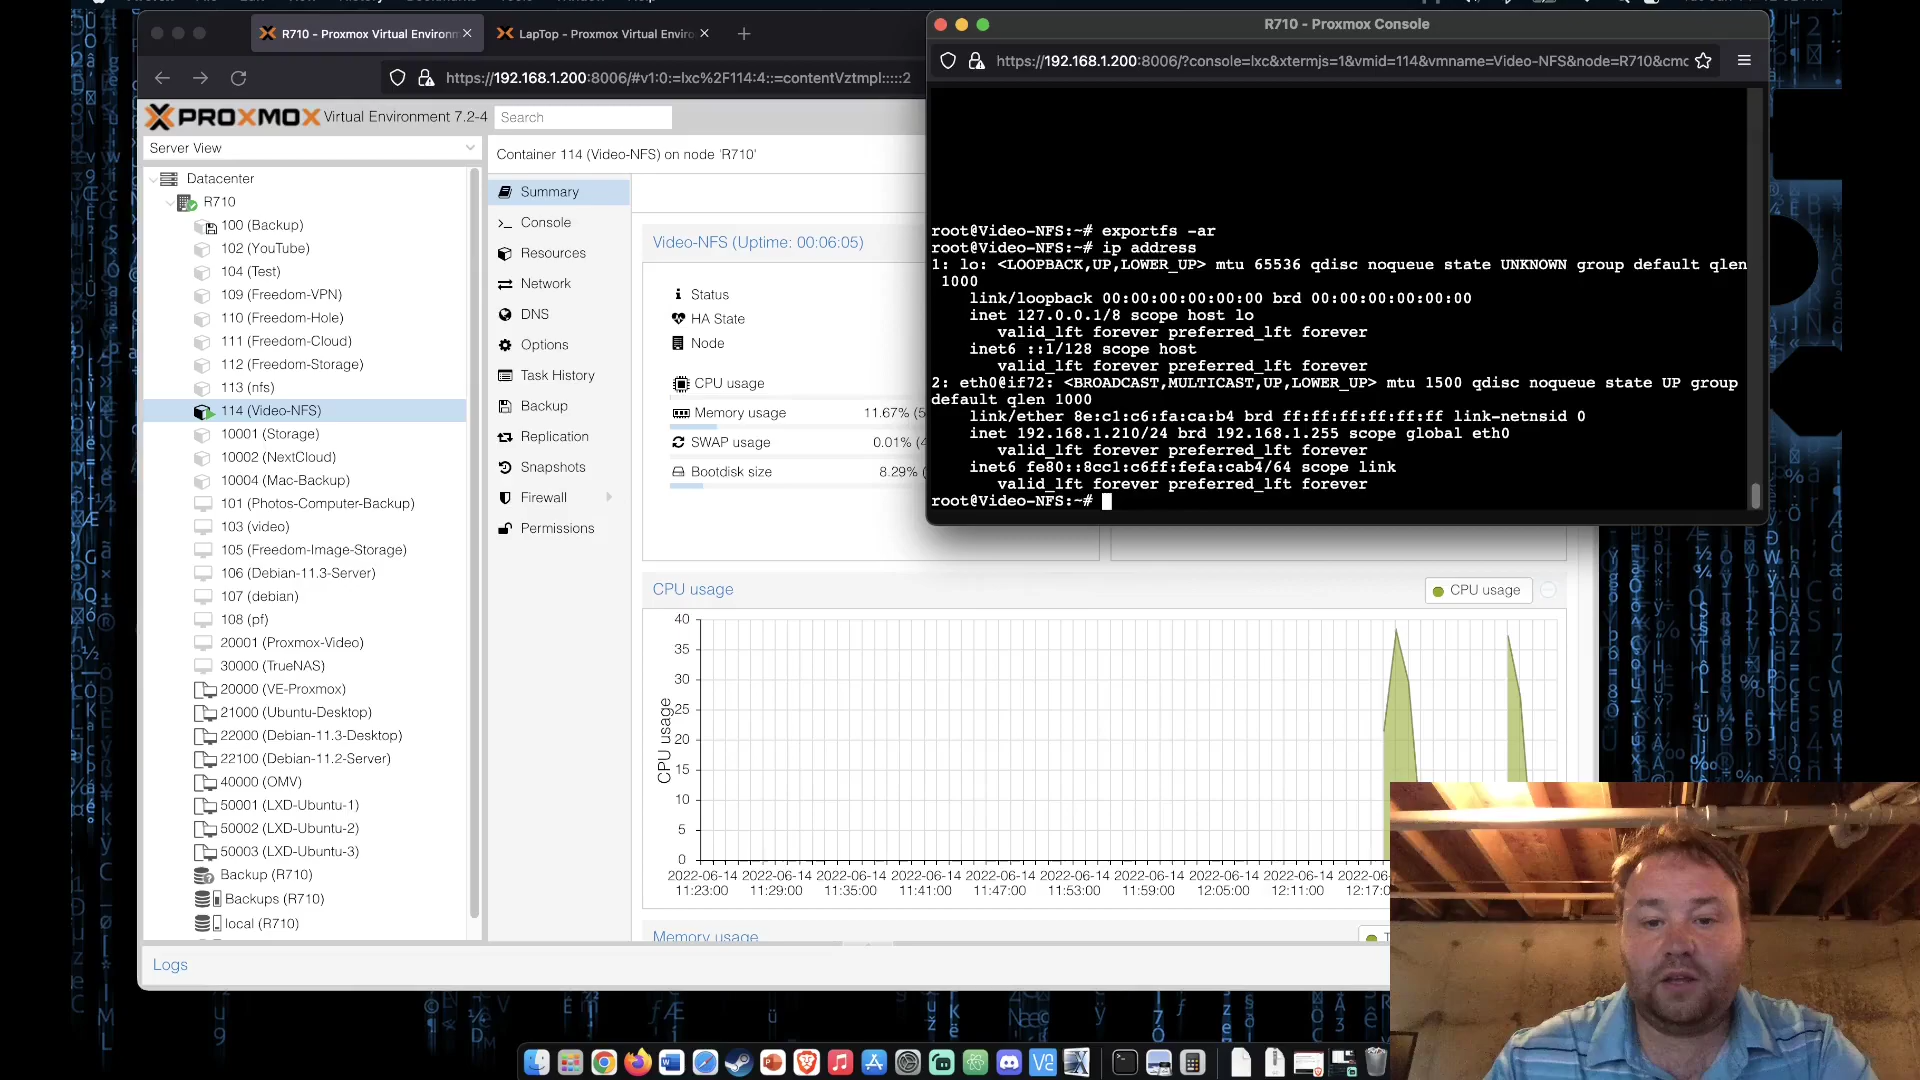 R710 - Proxmox Virtual Environm
LapTop - Proxmox Virtual Enviro
https://192.168.1.200:8006/#v1:0:=lxc%2F114:4::=contentVztmpl:::::2
PROXMOX Virtual Environment 7.2-4
Search
Server View
Datacenter
R710
100 (Backup)
102 (YouTube)
104 (Test)
109 (Freedom-VPN)
110 (Freedom-Hole)
111 (Freedom-Cloud)
112 (Freedom-Storage)
113 (nfs)
114 (Video-NFS)
10001 (Storage)
10002 (NextCloud)
10004 (Mac-Backup)
101 (Photos-Computer-Backup)
103 (video)
105 (Freedom-Image-Storage)
106 (Debian-11.3-Server)
107 (debian)
108 (pf)
20001 (Proxmox-Video)
30000 (TrueNAS)
20000 (VE-Proxmox)
21000 (Ubuntu-Desktop)
22000 (Debian-11.3-Desktop)
22100 (Debian-11.2-Server)
40000 (OMV)
50001 (LXD-Ubuntu-1)
50002 (LXD-Ubuntu-2)
50003 (LXD-Ubuntu-3)
Backup (R710)
Backups (R710)
local (R710)
Logs
Container 114 (Video-NFS) on node 'R710'
Summary
Console
Resources
Network
DNS
Options
Task History
Backup
Replication
Snapshots
Firewall
Permissions
Video-NFS (Uptime: 00:06:05)
Status
HA State
Node
CPU usage
Memory usage 11.67% (5
SWAP usage 0.01% (4
Bootdisk size 8.29% (
CPU usage
CPU usage
40
35
30
25
20
15
10
5
0
CPU usage
2022-06-14 2022-06-14 2022-06-14 2022-06-14 2022-06-14 2022-06-14 2022-06-14 2022-06-14 2022-06-14 2022-06
11:23:00 11:29:00 11:35:00 11:41:00 11:47:00 11:53:00 11:59:00 12:05:00 12:11:00 12:17:0
Memory usage
R710 - Proxmox Console
https://192.168.1.200:8006/?console=lxc&xtermjs=1&vmid=114&vmname=Video-NFS&node=R710&cmd
root@Video-NFS:~# exportfs -ar
root@Video-NFS:~# ip address
1: lo: <LOOPBACK,UP,LOWER_UP> mtu 65536 qdisc noqueue state UNKNOWN group default qlen
1000
link/loopback 00:00:00:00:00:00 brd 00:00:00:00:00:00
inet 127.0.0.1/8 scope host lo
valid_lft forever preferred_lft forever
inet6 ::1/128 scope host
valid_lft forever preferred_lft forever
2: eth0@if72: <BROADCAST,MULTICAST,UP,LOWER_UP> mtu 1500 qdisc noqueue state UP group
default qlen 1000
link/ether 8e:c1:c6:fa:ca:b4 brd ff:ff:ff:ff:ff:ff link-netnsid 0
inet 192.168.1.210/24 brd 192.168.1.255 scope global eth0
valid_lft forever preferred_lft forever
inet6 fe80::8cc1:c6ff:fefa:cab4/64 scope link
valid_lft forever preferred_lft forever
root@Video-NFS:~#